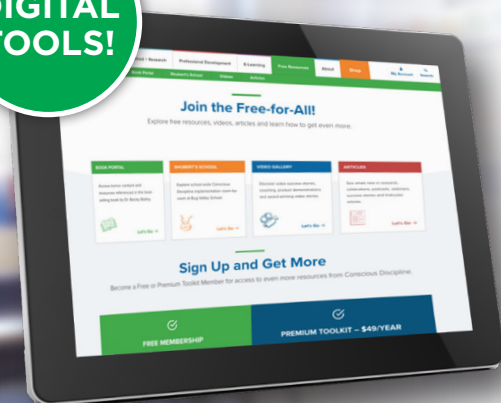 DIGITAL
TOOLS!
Professional Development
E-Learning
Free Resources
About
Shop
My Account
Search
Book Portal
Shubert's School
Videos
Articles
Join the Free-for-All!
Explore free resources, videos, articles and learn how to get even more.
BOOK PORTAL
SHUBERT'S SCHOOL
VIDEO GALLERY
ARTICLES
Let's Go
Let's Go
Let's Go
Let's Go
Sign Up and Get More
Become a Free or Premium Toolkit Member for access to even more resources from Conscious Discipline.
FREE MEMBERSHIP
PREMIUM TOOLKIT – $49/YEAR